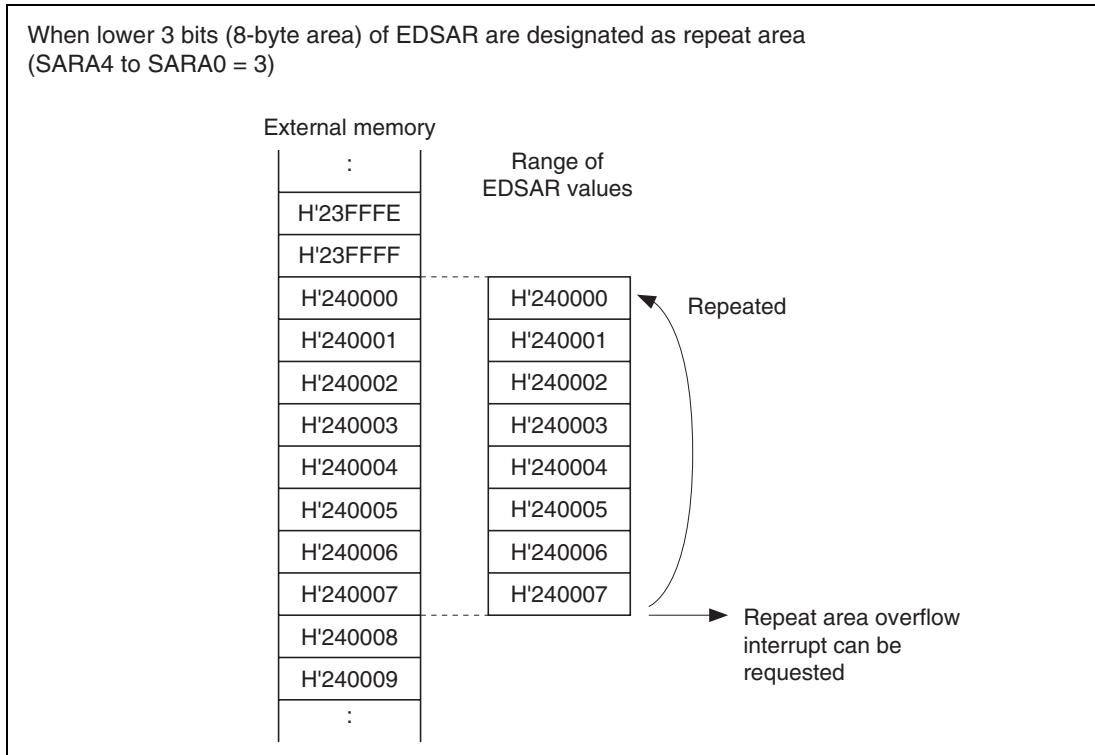 When lower 3 bits (8-byte area) of EDSAR are designated as repeat area
(SARA4 to SARA0 = 3)
External memory
:
H'23FFFE
H'23FFFF
H'240000
H'240001
H'240002
H'240003
H'240004
H'240005
H'240006
H'240007
H'240008
H'240009
:
Range of
EDSAR values
H'240000
H'240001
H'240002
H'240003
H'240004
H'240005
H'240006
H'240007
Repeated
Repeat area overflow
interrupt can be
requested